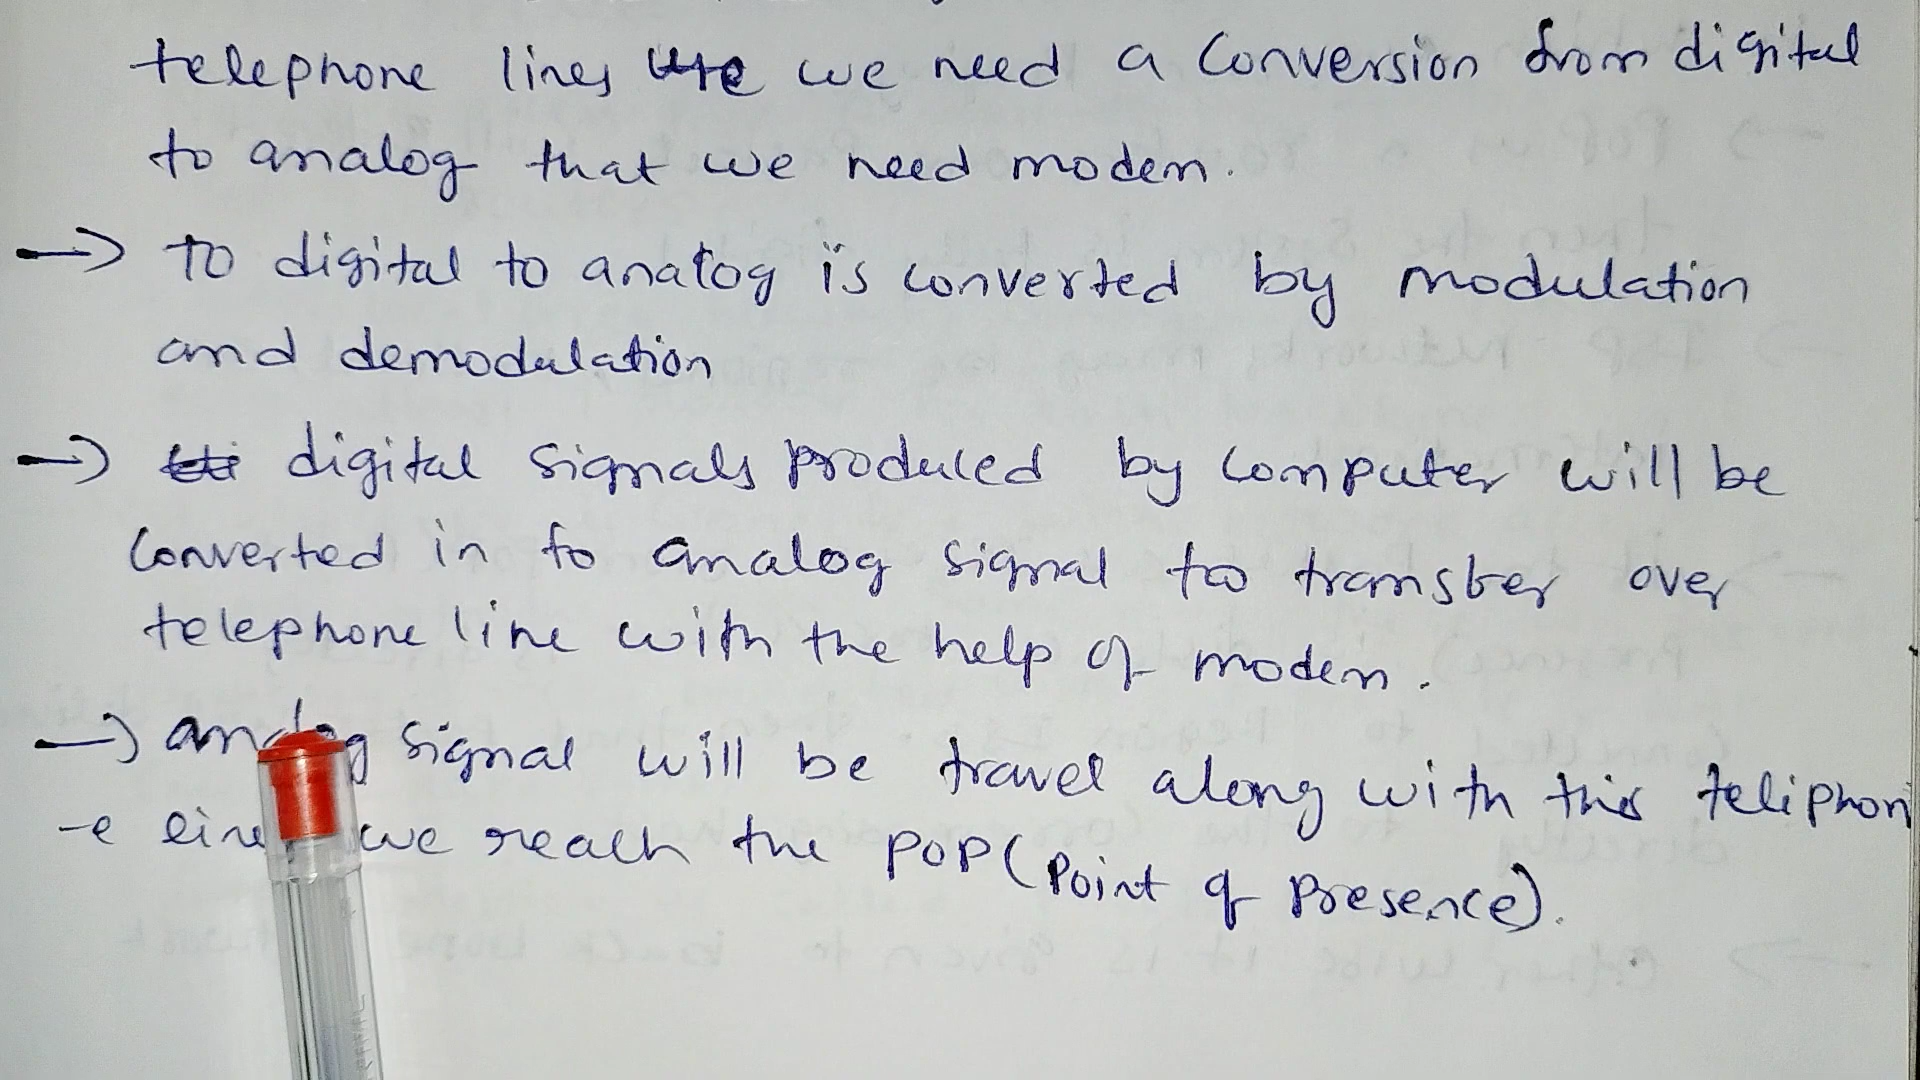 telephone lines we need a conversion from digital
to analog that we need modem.
→ To digital to analog is converted by modulation
and demodulation
→ digital signals produced by computer will be
converted in to analog signal to transfer over
telephone line with the help of modem.
→ analog signal will be travel along with this teliphon
-e line we reach the POP (Point of Presence).